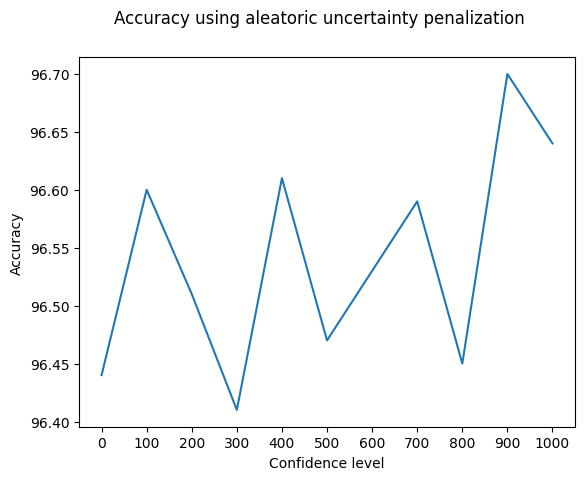 Accuracy using aleatoric uncertainty penalization
96.70
96.65
96.60
96.55
96.50
96.45
96.40
Accuracy
0 100 200 300 400 500 600 700 800 900 1000
Confidence level